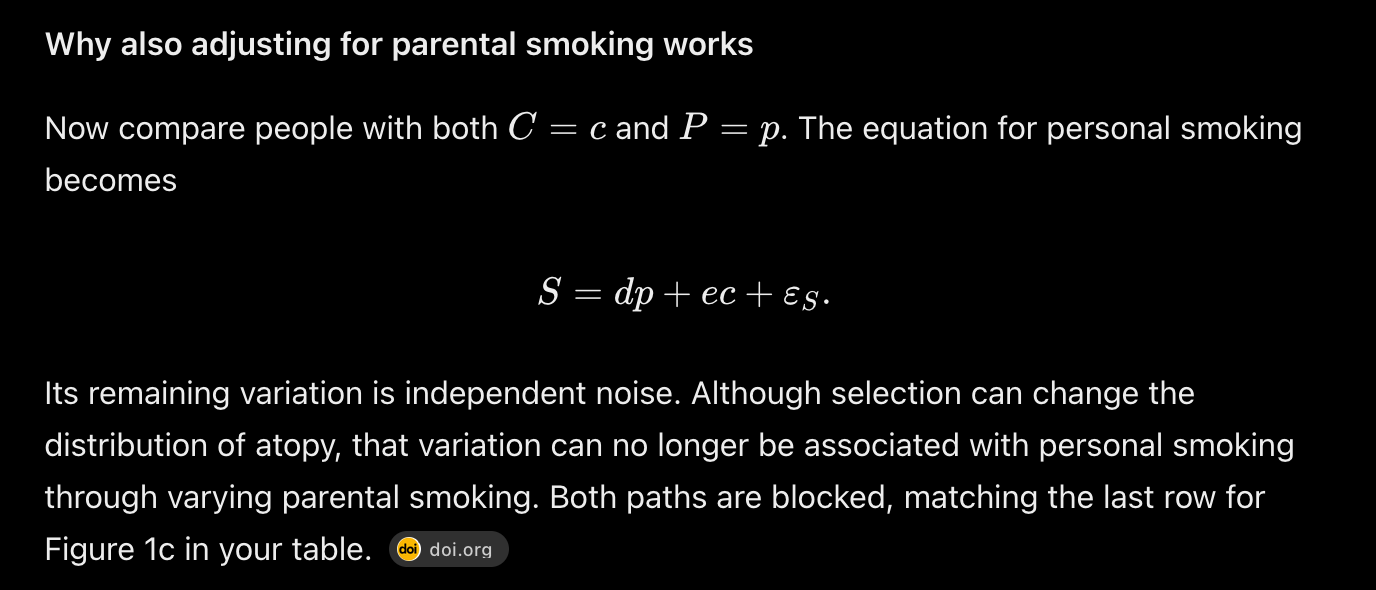 Why also adjusting for parental smoking works
Now compare people with both C = c and P = p. The equation for personal smoking
becomes
S = dp + ec + ε_S.
Its remaining variation is independent noise. Although selection can change the
distribution of atopy, that variation can no longer be associated with personal smoking
through varying parental smoking. Both paths are blocked, matching the last row for
Figure 1c in your table. doi doi.org